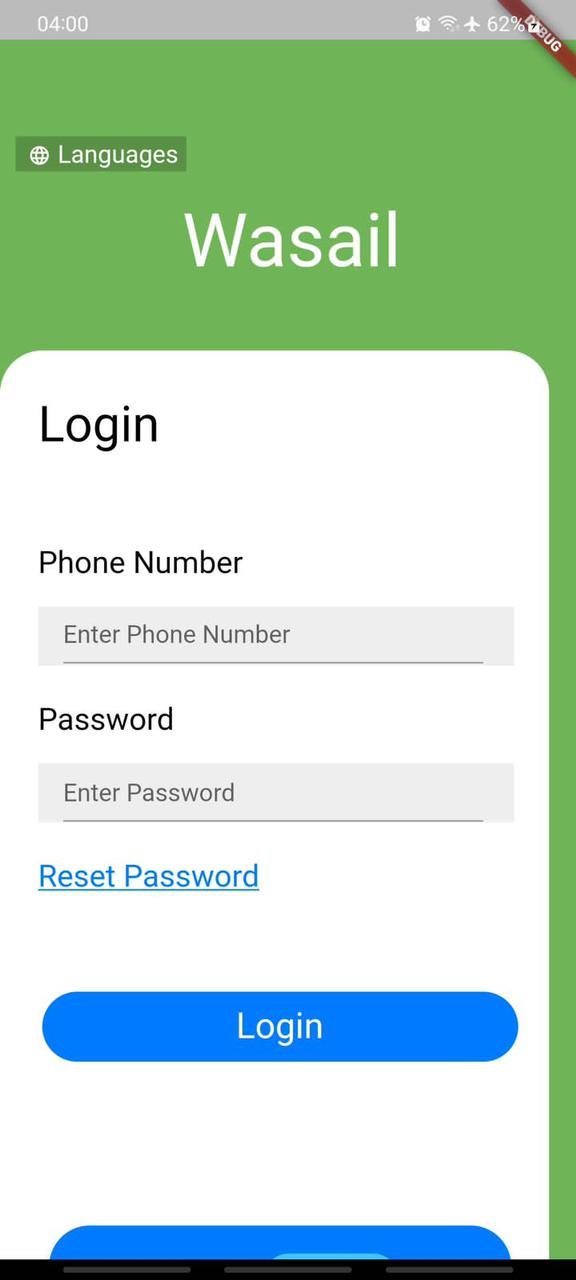 04:00 62%
DEBUG
Languages
Wasail
Login
Phone Number
Enter Phone Number
Password
Enter Password
Reset Password
Login